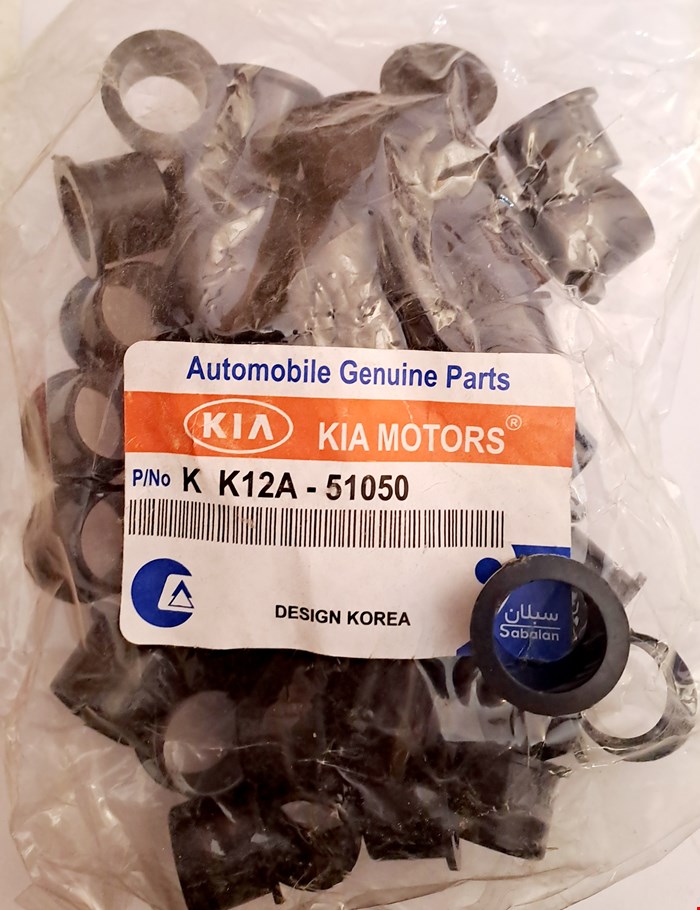 Automobile Genuine Parts
KIA KIA MOTORS®
P/No K K12A - 51050
DESIGN KOREA
سبلان
Sabalan